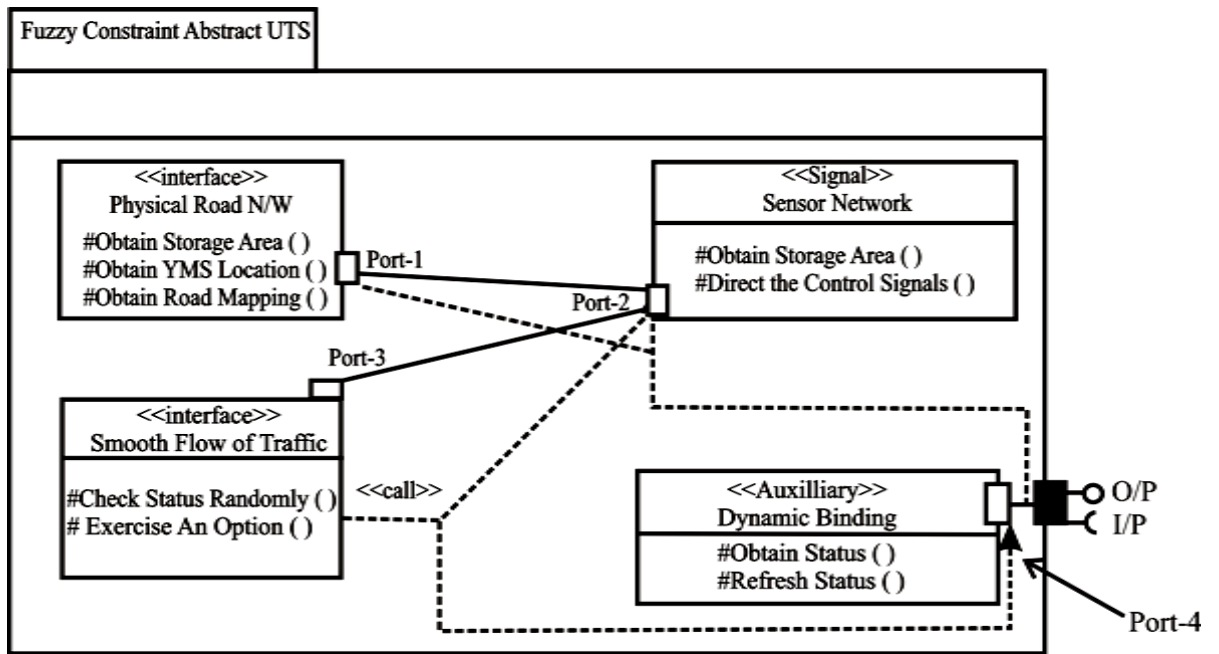 Fuzzy Constraint Abstract UTS
<<interface>>
Physical Road N/W
#Obtain Storage Area ( )
#Obtain YMS Location ( )
#Obtain Road Mapping ( )
Port-1
<<Signal>>
Sensor Network
#Obtain Storage Area ( )
#Direct the Control Signals ( )
Port-2
Port-3
<<interface>>
Smooth Flow of Traffic
#Check Status Randomly ( )
# Exercise An Option ( )
<<call>>
<<Auxilliary>>
Dynamic Binding
#Obtain Status ( )
#Refresh Status ( )
O/P
I/P
Port-4